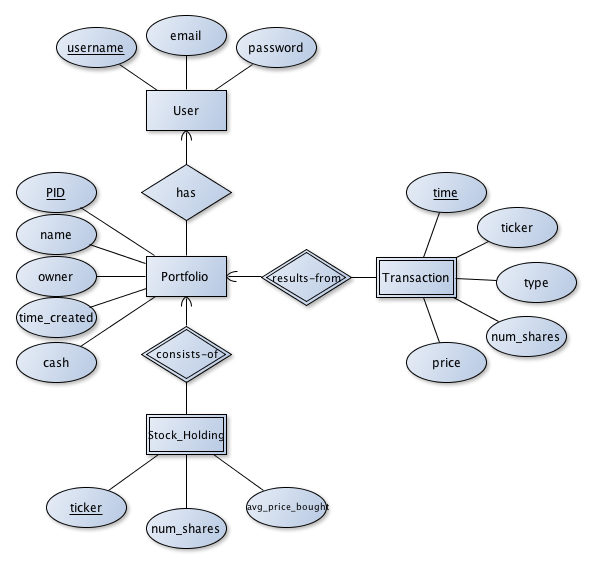 email
username
password
User
has
PID
time
name
ticker
owner
Portfolio
results-from
Transaction
type
time_created
num_shares
consists-of
cash
price
Stock_Holding
ticker
avg_price_bought
num_shares